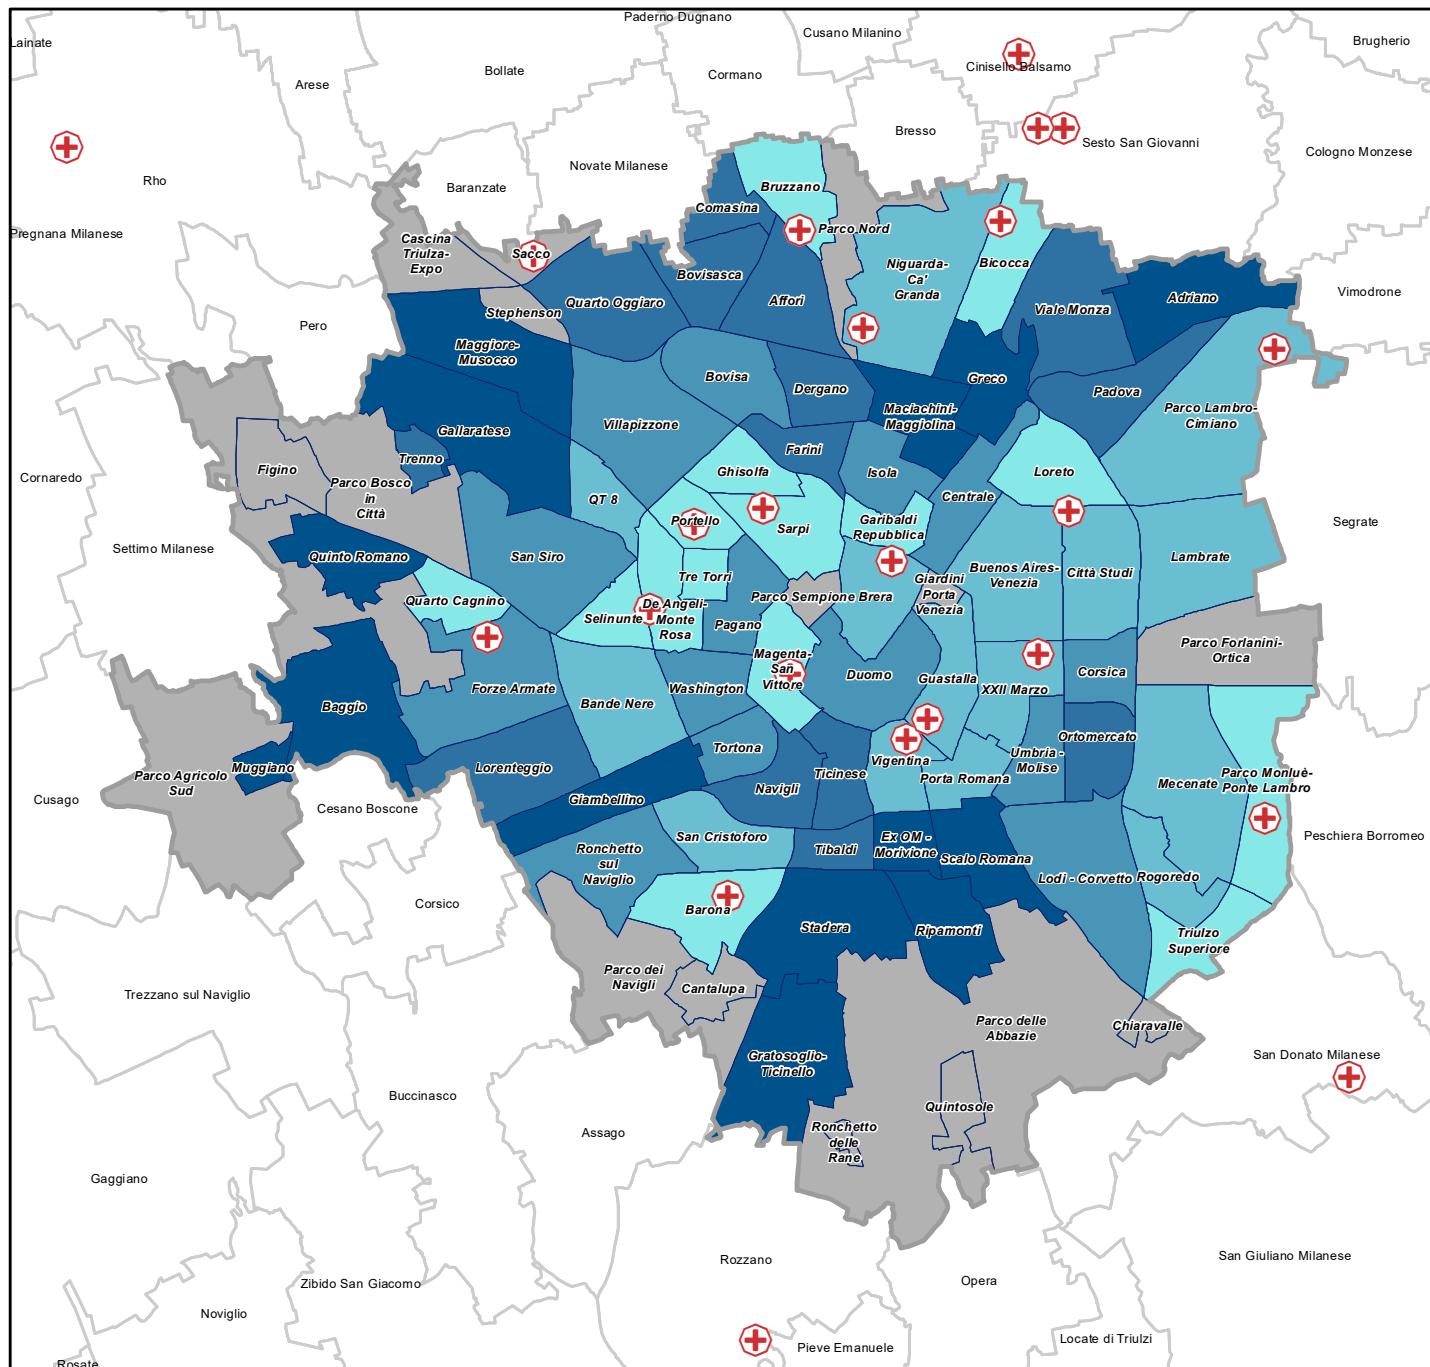 Paderno Dugnano
Cusano Milanino
Brugherio
Lainate
Bollate
Cormano
Cinisello Balsamo
Arese
Bresso
Sesto San Giovanni
Cologno Monzese
Novate Milanese
Rho
Baranzate
Bruzzano
Comasina
Parco Nord
Pregnana Milanese
Cascina
Triulza-
Expo
Sacco
Bicocca
Niguarda-
Ca'
Granda
Bovisasca
Vimodrone
Adriano
Quarto Oggiaro
Affori
Viale Monza
Stephenson
Pero
Maggiore-
Musocco
Greco
Bovisa
Dergano
Padova
Maciachini-
Maggiolina
Parco Lambro-
Cimiano
Villapizzone
Gallaratese
Farini
Trenno
Figino
Ghisolfa
Isola
Loreto
Cornaredo
Parco Bosco
in
Città
QT 8
Centrale
Portello
Sarpi
Garibaldi
Repubblica
Segrate
Settimo Milanese
Quinto Romano
San Siro
Lambrate
Buenos Aires-
Venezia
Città Studi
Tre Torri
Giardini
Porta
Venezia
Parco Sempione
Brera
Quarto Cagnino
Selinunte
De Angeli-
Monte
Rosa
Pagano
Parco Forlanini-
Ortica
Magenta-
San
Vittore
Duomo
Guastalla
Corsica
Forze Armate
Washington
XXII Marzo
Bande Nere
Baggio
Ortomercato
Tortona
Umbria -
Molise
Vigentina
Lorenteggio
Muggiano
Parco Agricolo
Sud
Ticinese
Porta Romana
Parco Monluè-
Ponte Lambro
Mecenate
Navigli
Cusago
Giambellino
Cesano Boscone
Peschiera Borromeo
San Cristoforo
Ex OM -
Morivione
Tibaldi
Ronchetto
sul
Naviglio
Scalo Romana
Lodi - Corvetto
Rogoredo
Corsico
Barona
Stadera
Ripamonti
Triulzo
Superiore
Parco dei
Navigli
Cantalupa
Trezzano sul Naviglio
Parco delle
Abbazie
Chiaravalle
San Donato Milanese
Gratosoglio-
Ticinello
Buccinasco
Quintosole
Assago
Ronchetto
delle
Rane
Gaggiano
Rozzano
San Giuliano Milanese
Zibido San Giacomo
Opera
Noviglio
Locate di Triulzi
Pieve Emanuele
Rosate